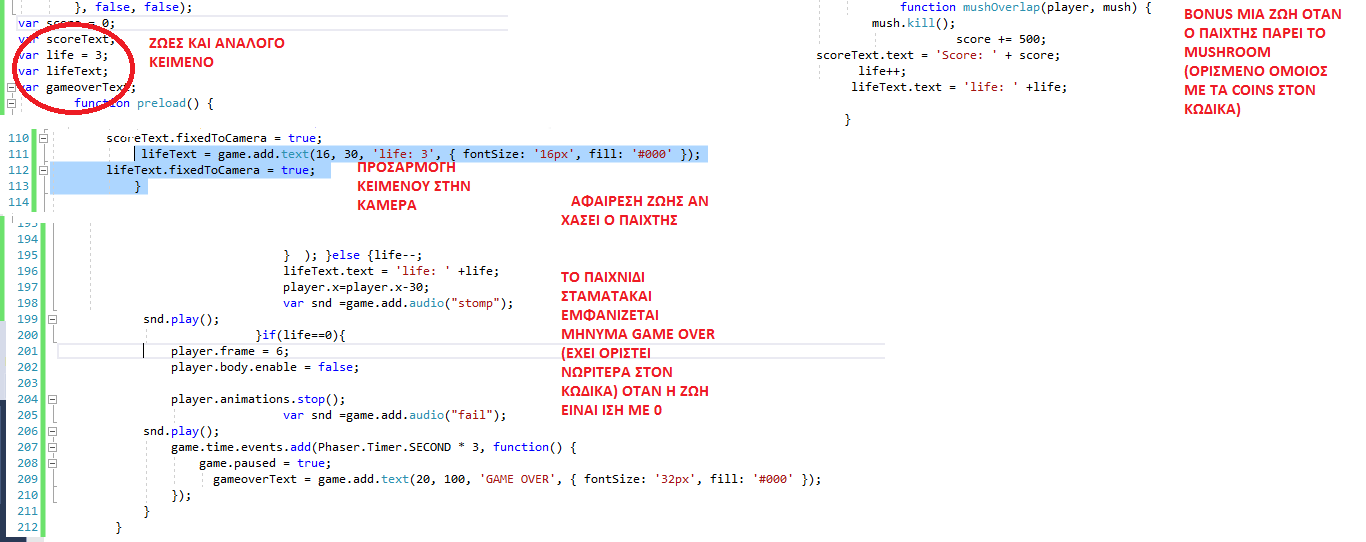 }, false, false);
var score = 0;
var scoreText;
var life = 3;
var lifeText;
var gameoverText;
function preload() {
ΖΩΕΣ ΚΑΙ ΑΝΑΛΟΓΟ
ΚΕΙΜΕΝΟ
function mushOverlap(player, mush) {
mush.kill();
score += 500;
scoreText.text = 'Score: ' + score;
life++;
lifeText.text = 'life: ' +life;
}
BONUS ΜΙΑ ΖΩΗ ΟΤΑΝ
Ο ΠΑΙΧΤΗΣ ΠΑΡΕΙ ΤΟ
MUSHROOM
(ΟΡΙΣΜΕΝΟ ΟΜΟΙΟΣ
ΜΕ ΤΑ COINS ΣΤΟΝ
ΚΩΔΙΚΑ)
110 scoreText.fixedToCamera = true;
111 lifeText = game.add.text(16, 30, 'life: 3', { fontSize: '16px', fill: '#000' });
112 lifeText.fixedToCamera = true;
113 }
114
ΠΡΟΣΑΡΜΟΓΗ
ΚΕΙΜΕΝΟΥ ΣΤΗΝ
ΚΑΜΕΡΑ
ΑΦΑΙΡΕΣΗ ΖΩΗΣ ΑΝ
ΧΑΣΕΙ Ο ΠΑΙΧΤΗΣ
193
194
195 } ); }else {life--;
196 lifeText.text = 'life: ' +life;
197 player.x=player.x-30;
198 var snd =game.add.audio("stomp");
199 snd.play();
200 }if(life==0){
201 player.frame = 6;
202 player.body.enable = false;
203
204 player.animations.stop();
205 var snd =game.add.audio("fail");
206 snd.play();
207 game.time.events.add(Phaser.Timer.SECOND * 3, function() {
208 game.paused = true;
209 gameoverText = game.add.text(20, 100, 'GAME OVER', { fontSize: '32px', fill: '#000' });
210 });
211 }
212 }
ΤΟ ΠΑΙΧΝΙΔΙ
ΣΤΑΜΑΤΑΚΑΙ
ΕΜΦΑΝΙΖΕΤΑΙ
ΜΗΝΥΜΑ GAME OVER
(ΕΧΕΙ ΟΡΙΣΤΕΙ
ΝΩΡΙΤΕΡΑ ΣΤΟΝ
ΚΩΔΙΚΑ) ΟΤΑΝ Η ΖΩΗ
ΕΙΝΑΙ ΙΣΗ ΜΕ 0